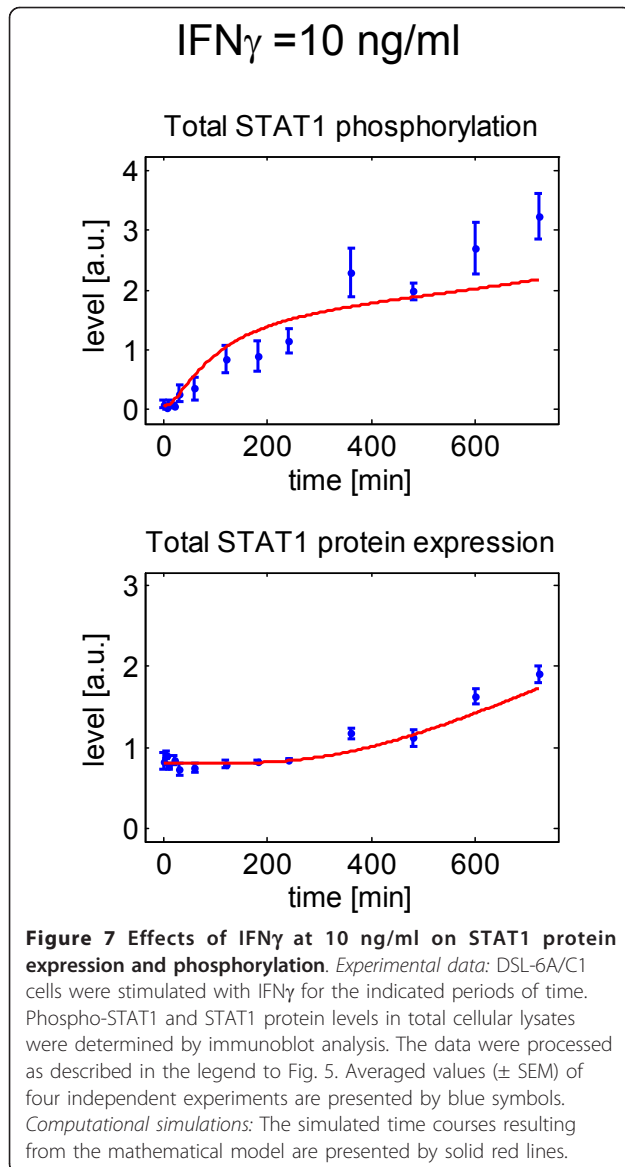 IFNγ =10 ng/ml
Total STAT1 phosphorylation
4
3
2
1
0
level [a.u.]
0 200 400 600
time [min]
Total STAT1 protein expression
3
2
1
0
level [a.u.]
0 200 400 600
time [min]
Figure 7 Effects of IFNγ at 10 ng/ml on STAT1 protein
expression and phosphorylation. Experimental data: DSL-6A/C1
cells were stimulated with IFNγ for the indicated periods of time.
Phospho-STAT1 and STAT1 protein levels in total cellular lysates
were determined by immunoblot analysis. The data were processed
as described in the legend to Fig. 5. Averaged values (± SEM) of
four independent experiments are presented by blue symbols.
Computational simulations: The simulated time courses resulting
from the mathematical model are presented by solid red lines.